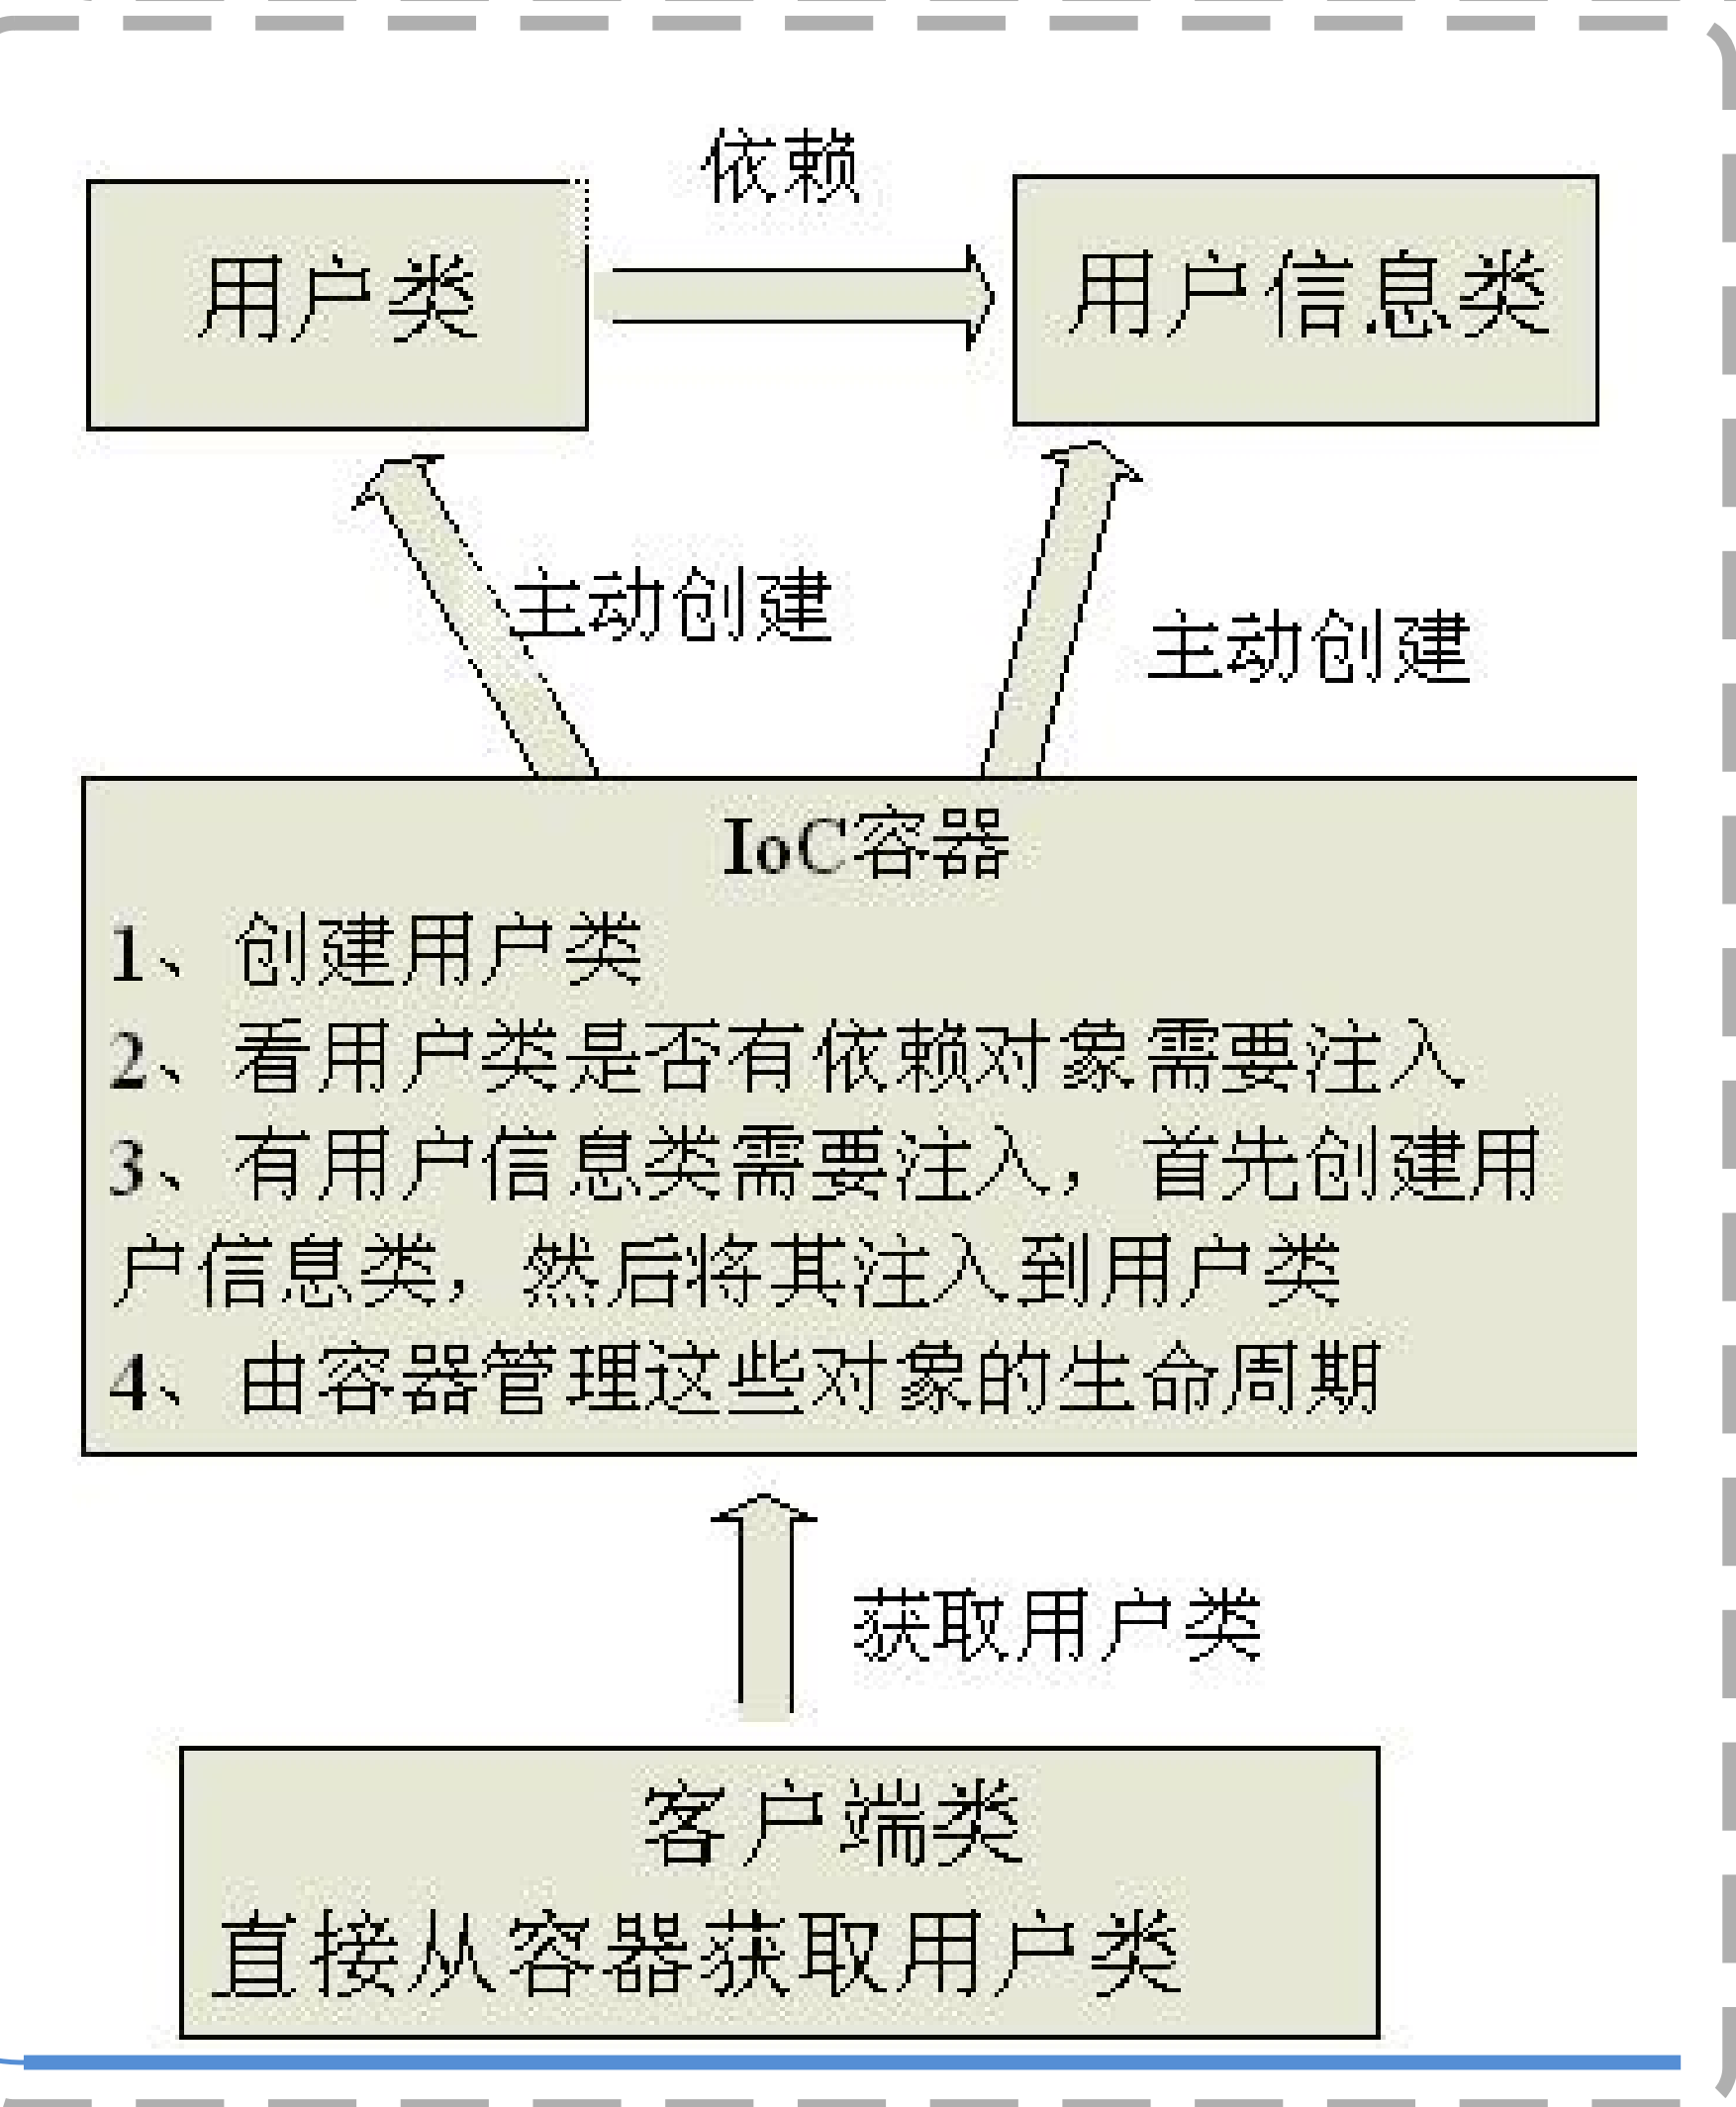 依赖
用户类
用户信息类
主动创建
主动创建
IoC容器
1、创建用户类
2、看用户类是否有依赖对象需要注入
3、有用户信息类需要注入，首先创建用
户信息类，然后将其注入到用户类
4、由容器管理这些对象的生命周期
获取用户类
客户端类
直接从容器获取用户类